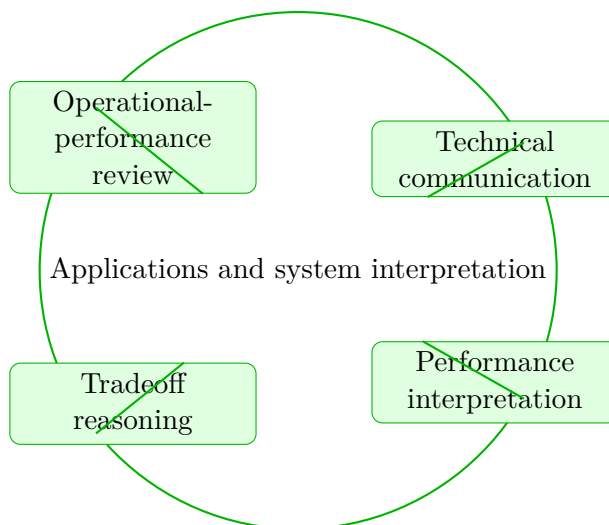 Operational-
performance
review
Technical
communication
Applications and system interpretation
Tradeoff
reasoning
Performance
interpretation